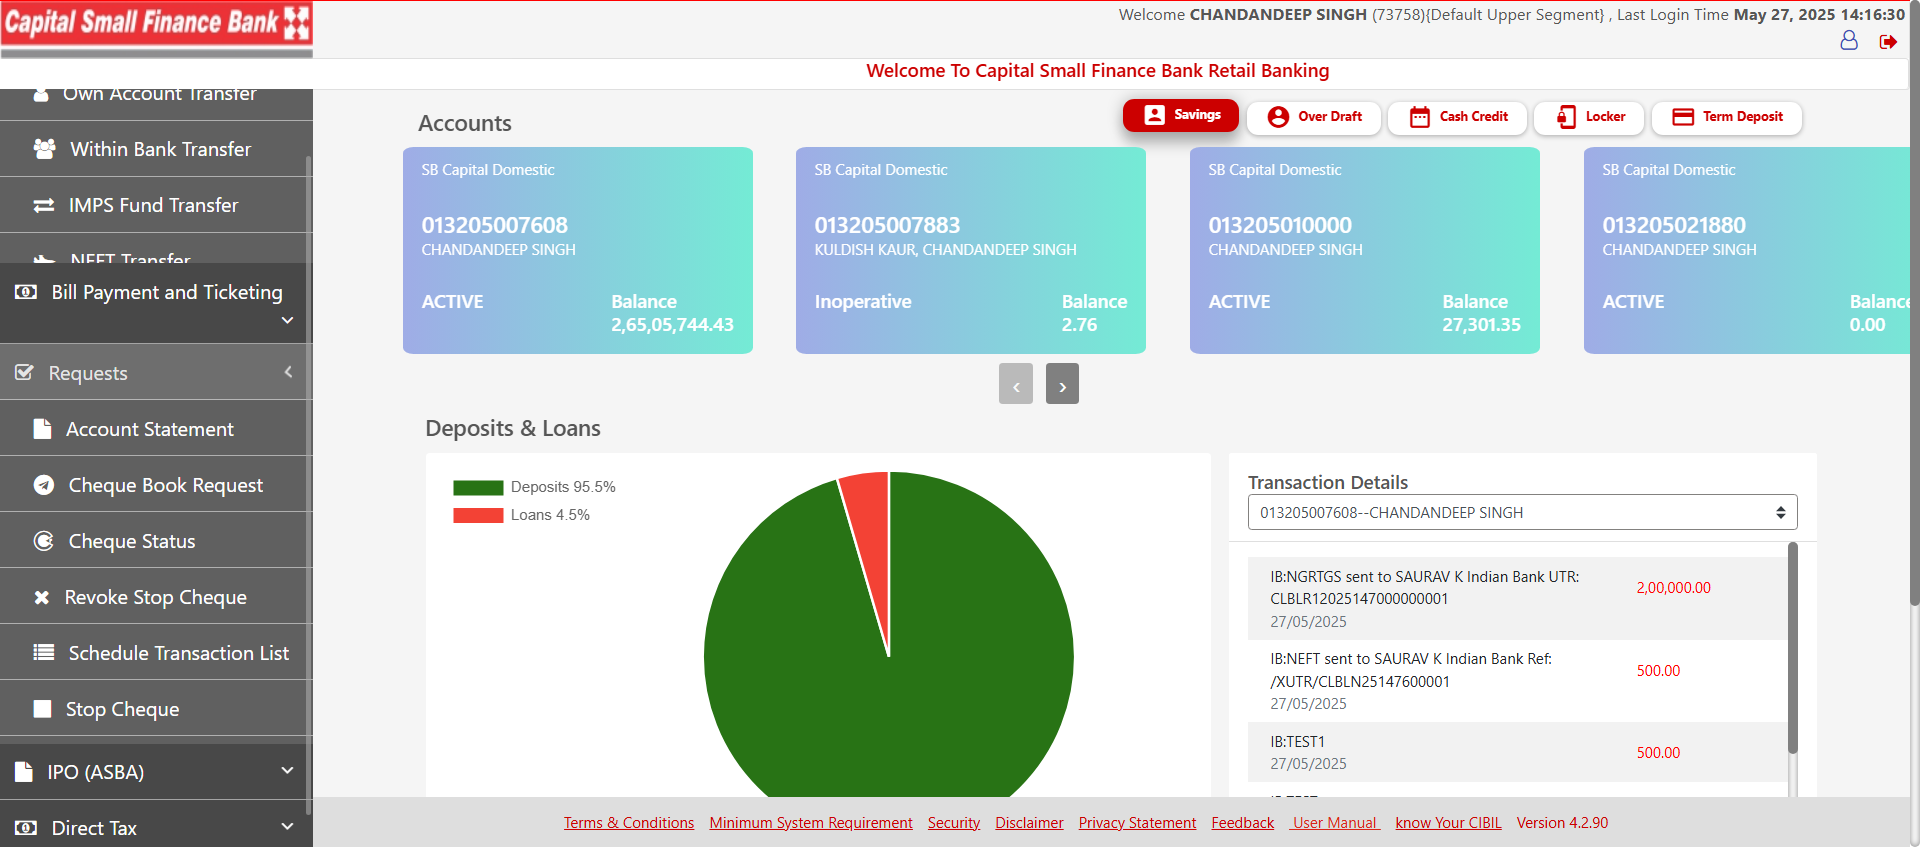 Capital Small Finance Bank
Welcome CHANDANDEEP SINGH (73758){Default Upper Segment} , Last Login Time May 27, 2025 14:16:30
Welcome To Capital Small Finance Bank Retail Banking
Own Account Transfer
Within Bank Transfer
IMPS Fund Transfer
NEFT Transfer
Bill Payment and Ticketing
Requests
Account Statement
Cheque Book Request
Cheque Status
Revoke Stop Cheque
Schedule Transaction List
Stop Cheque
IPO (ASBA)
Direct Tax
Accounts
Savings
Over Draft
Cash Credit
Locker
Term Deposit
SB Capital Domestic
013205007608
CHANDANDEEP SINGH
ACTIVE
Balance
2,65,05,744.43
SB Capital Domestic
013205007883
KULDISH KAUR, CHANDANDEEP SINGH
Inoperative
Balance
2.76
SB Capital Domestic
013205010000
CHANDANDEEP SINGH
ACTIVE
Balance
27,301.35
SB Capital Domestic
013205021880
CHANDANDEEP SINGH
ACTIVE
Balance
0.00
‹ ›
Deposits & Loans
Deposits 95.5%
Loans 4.5%
Transaction Details
013205007608--CHANDANDEEP SINGH
IB:NGRTGS sent to SAURAV K Indian Bank UTR:
CLBLR12025147000000001
27/05/2025
2,00,000.00
IB:NEFT sent to SAURAV K Indian Bank Ref:
/XUTR/CLBLN25147600001
27/05/2025
500.00
IB:TEST1
27/05/2025
500.00
Terms & Conditions Minimum System Requirement Security Disclaimer Privacy Statement Feedback User Manual know Your CIBIL Version 4.2.90